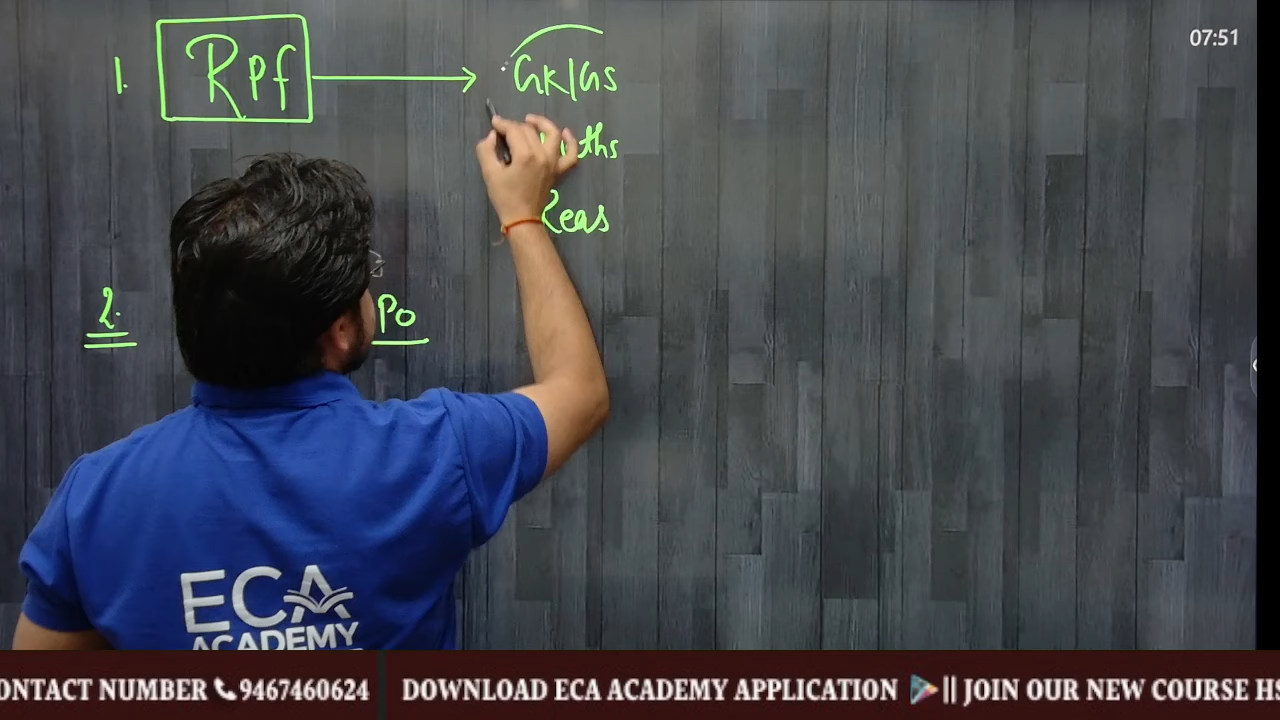 07:51
1. Rpf → GK/GS
ths
Reas
2. Po
ECA
ACADEMY
ONTACT NUMBER 9467460624 DOWNLOAD ECA ACADEMY APPLICATION || JOIN OUR NEW COURSE HS